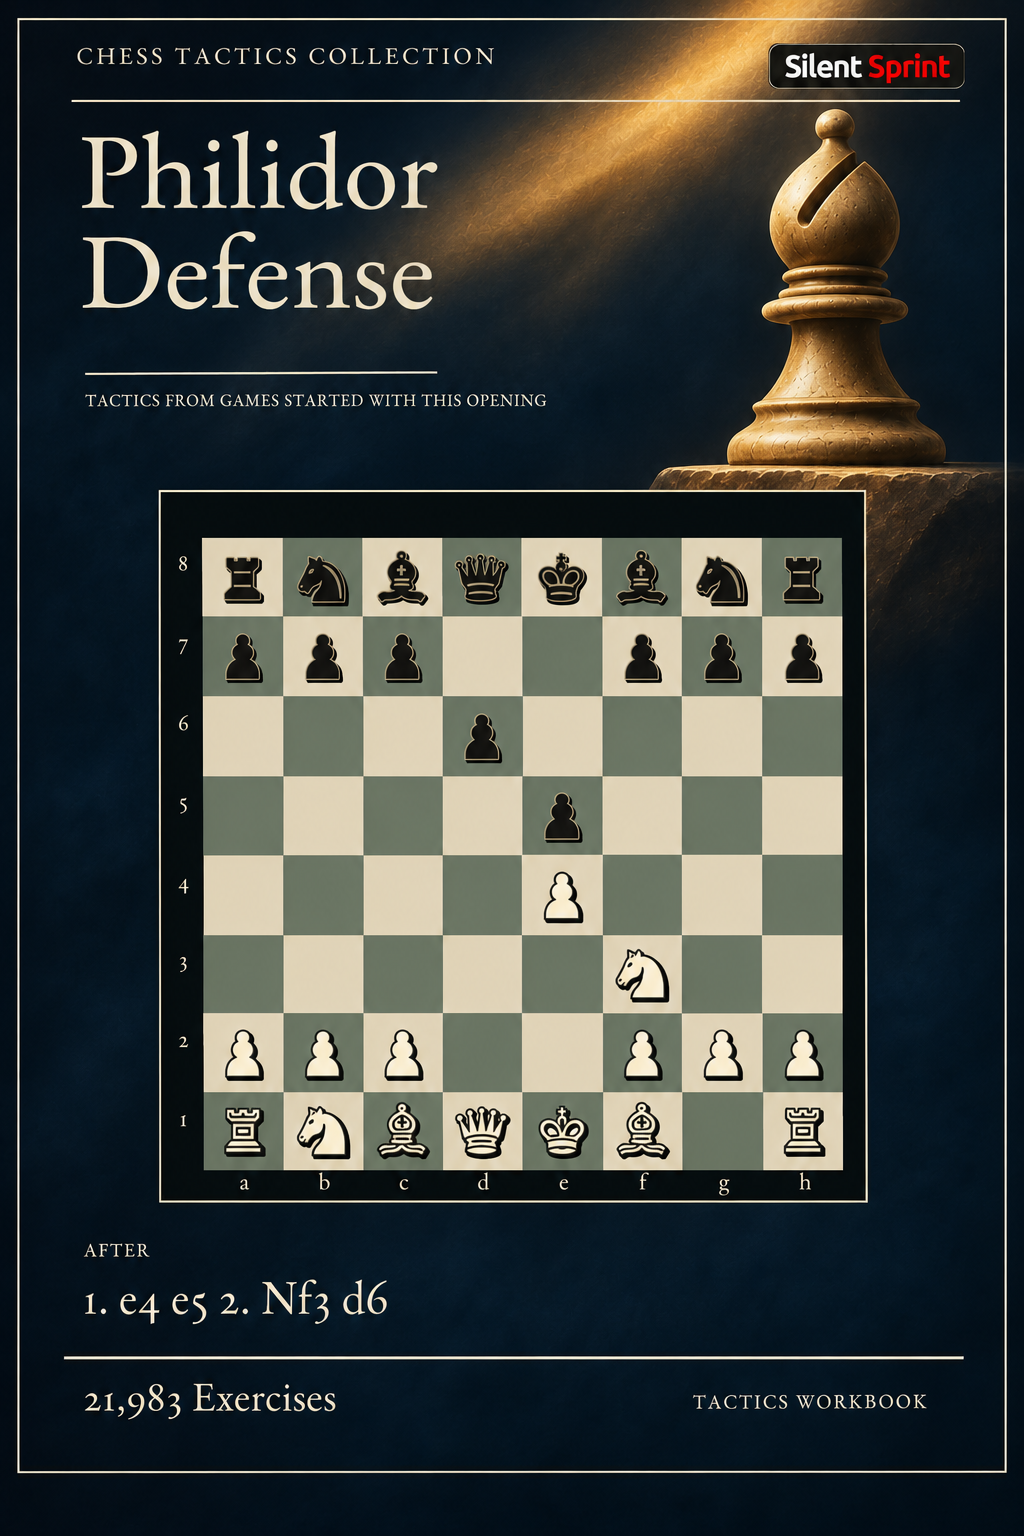 CHESS TACTICS COLLECTION
Silent Sprint
Philidor
Defense
TACTICS FROM GAMES STARTED WITH THIS OPENING
8
7
6
5
4
3
2
1
a b c d e f g h
AFTER
1. e4 e5 2. Nf3 d6
21,983 Exercises
TACTICS WORKBOOK